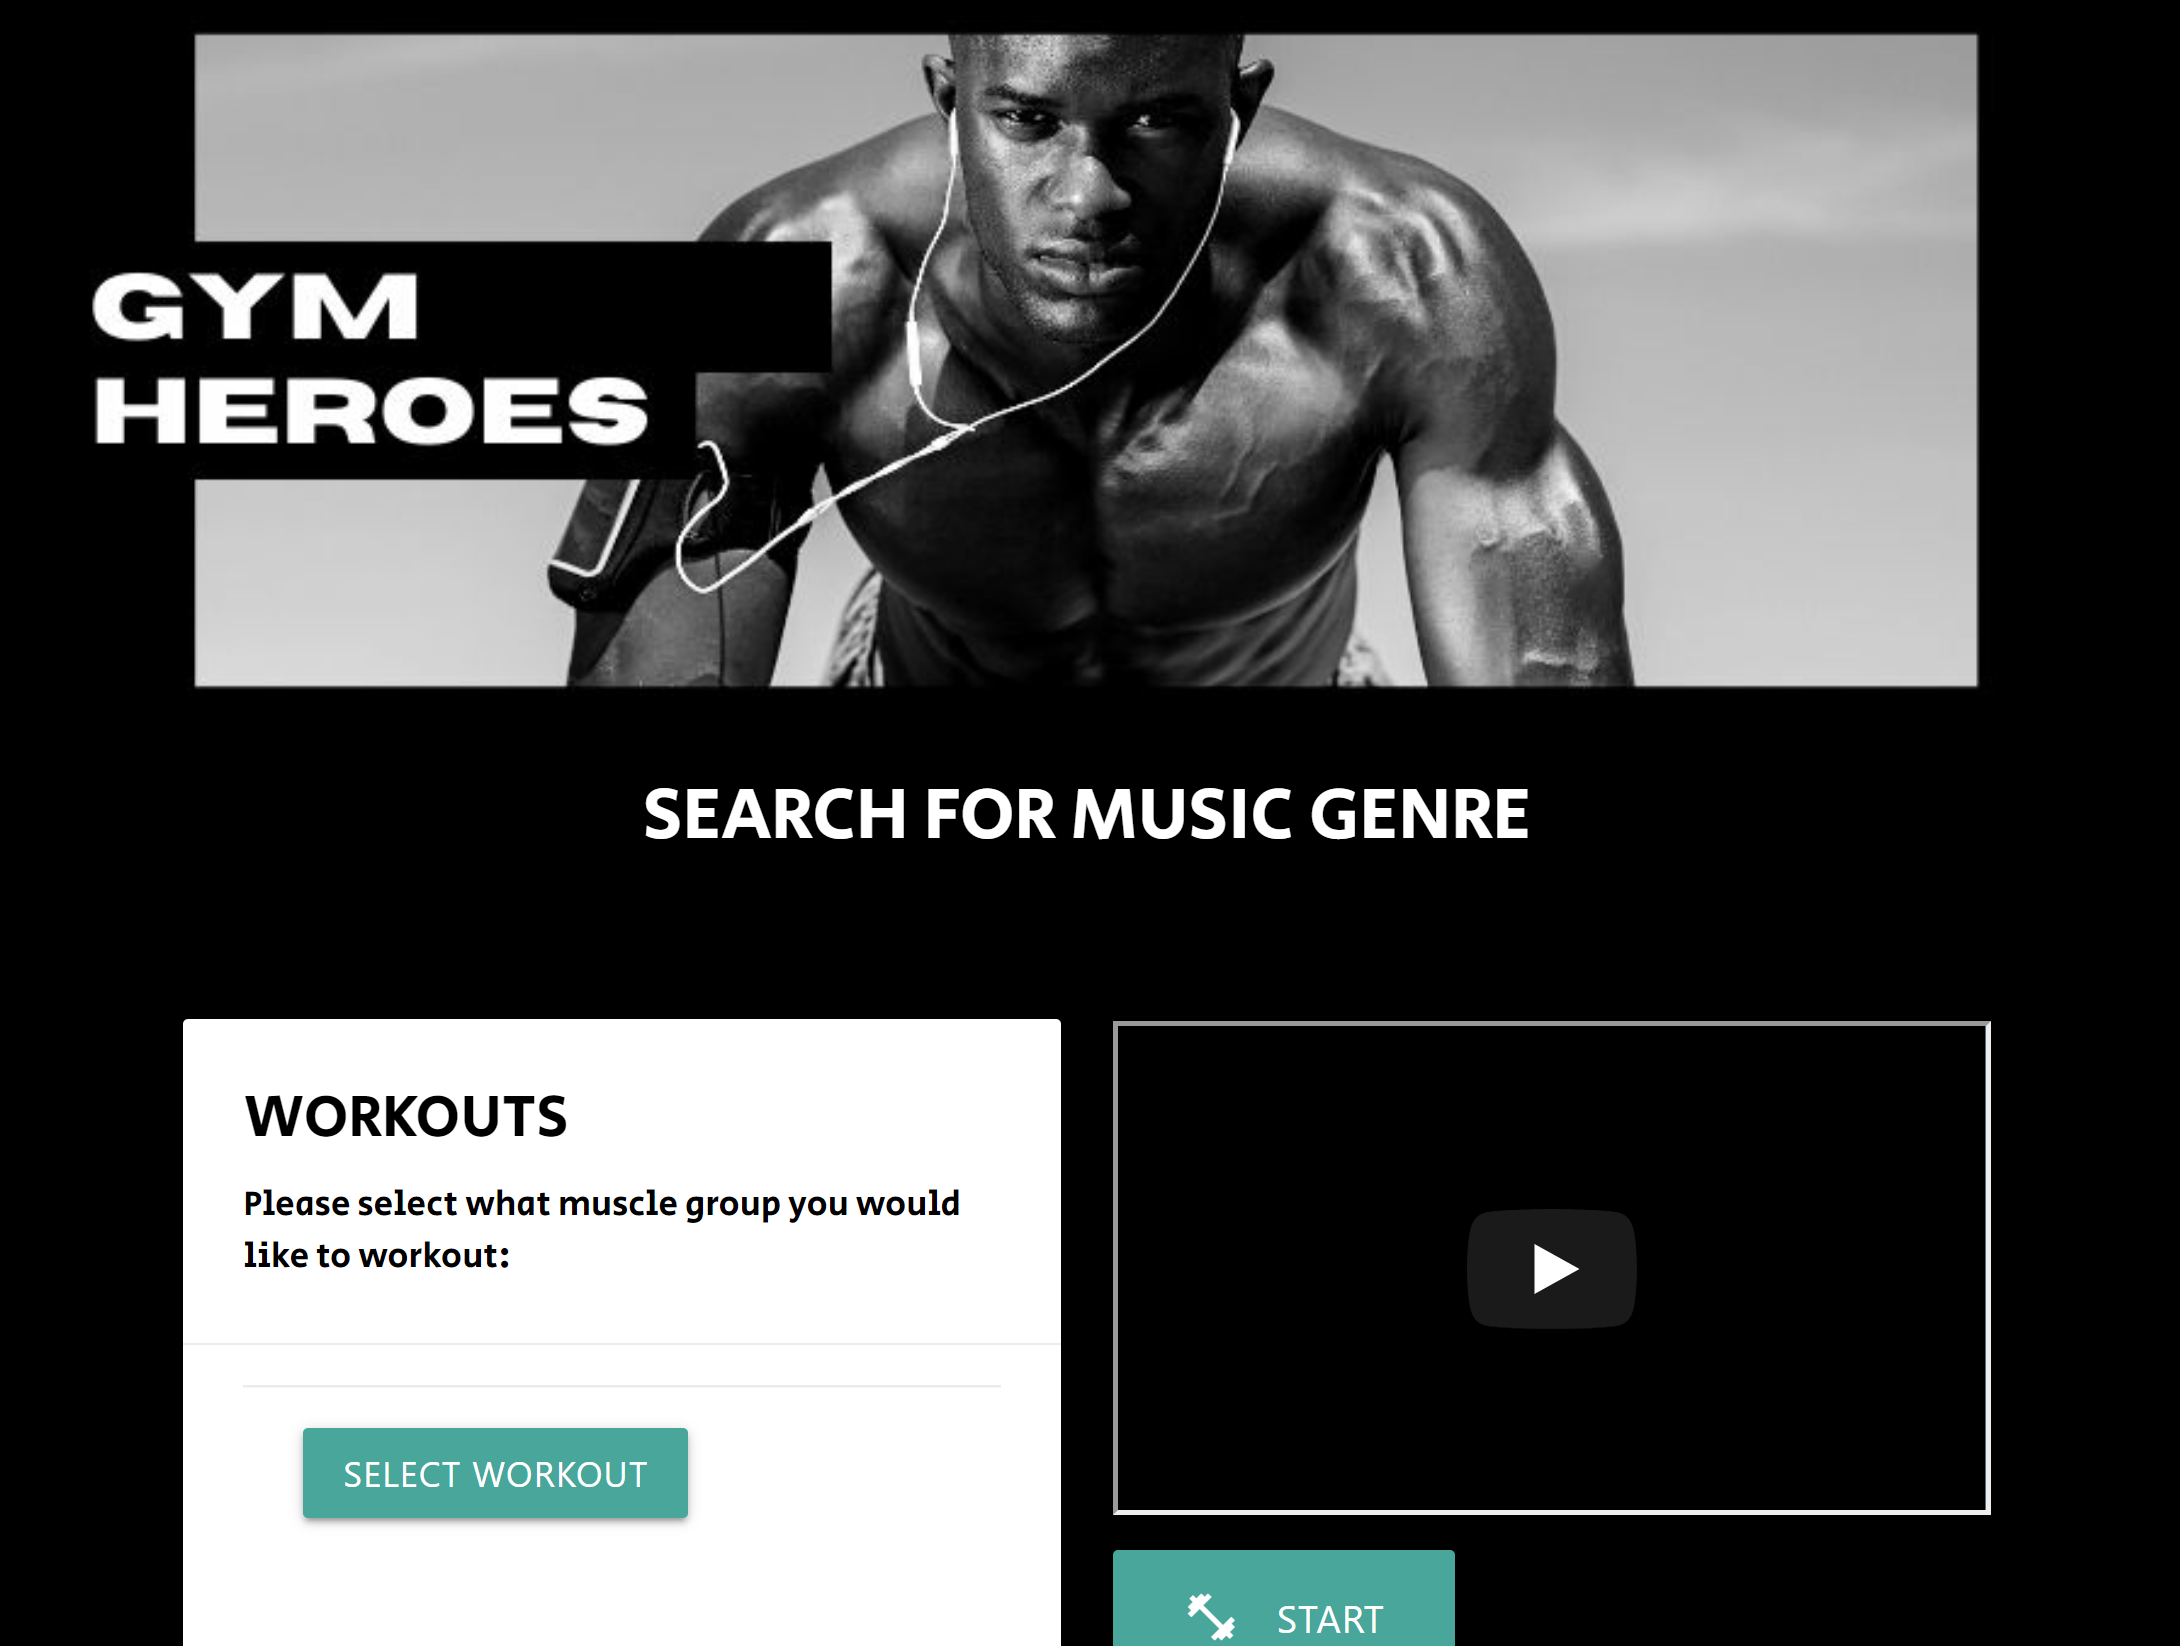 GYM
HEROES
SEARCH FOR MUSIC GENRE
WORKOUTS
Please select what muscle group you would
like to workout:
SELECT WORKOUT
START